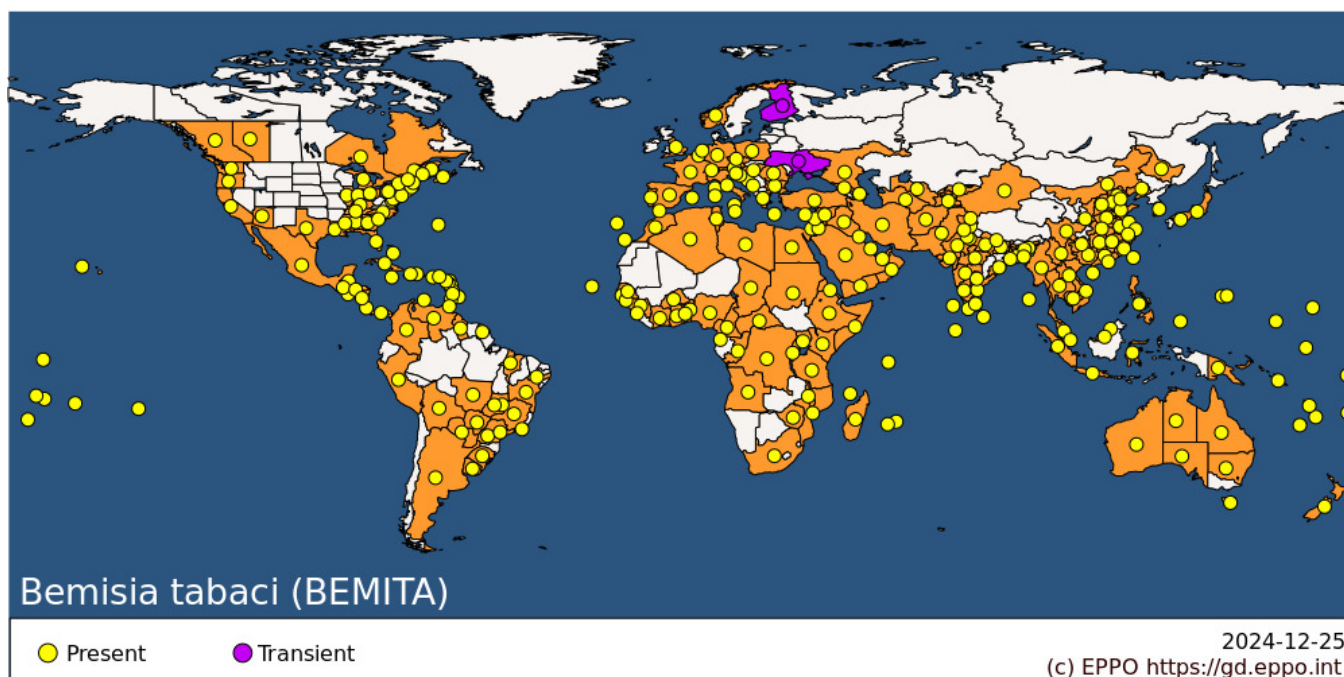 Bemisia tabaci (BEMITA)
Present
Transient
2024-12-25
(c) EPPO https://gd.eppo.int